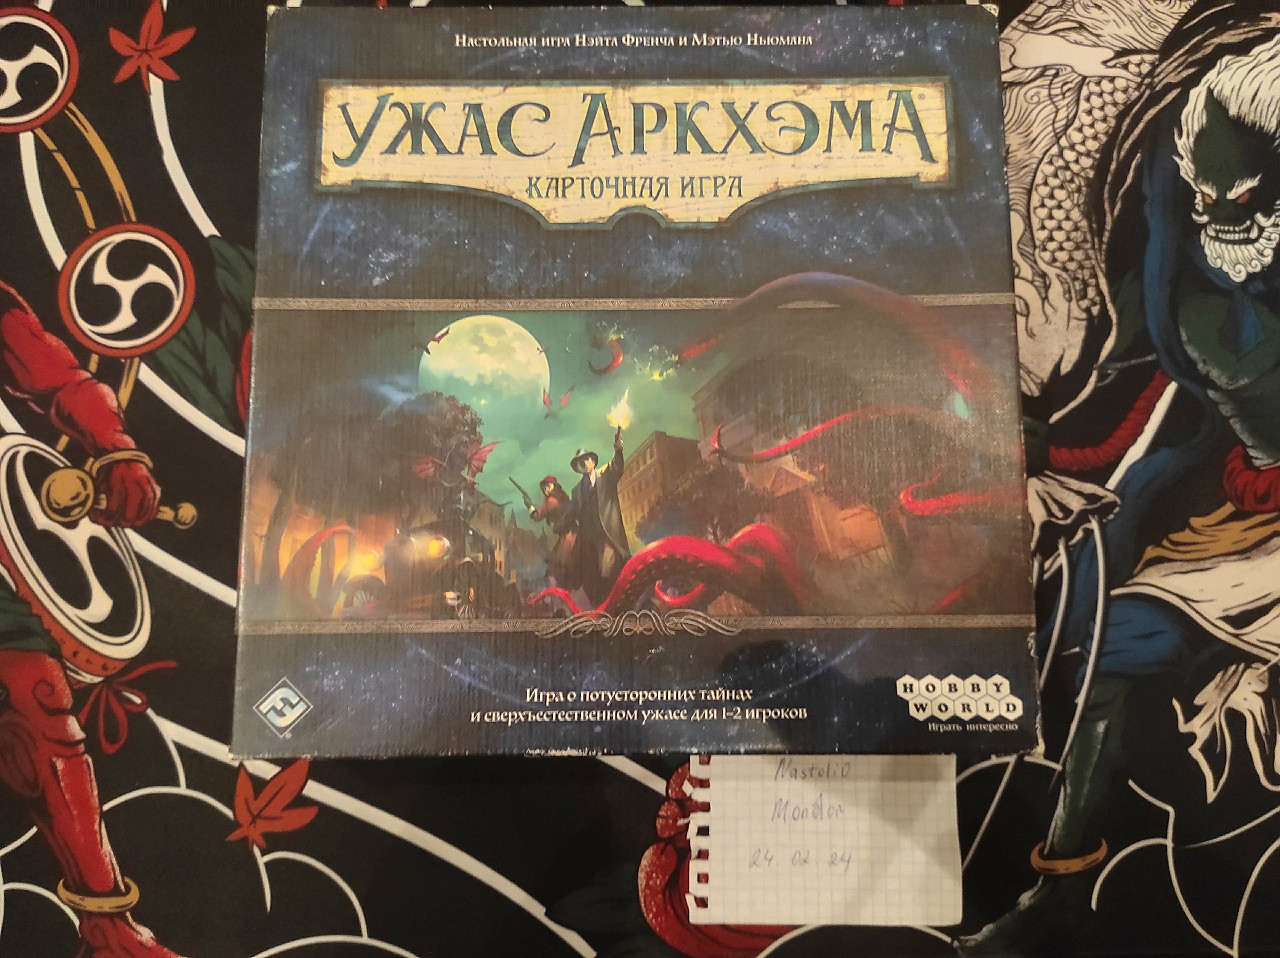 Настольная игра Нэйта Френча и Мэтью Ньюмана
Ужас Аркхэма®
карточная игра
Игра о потусторонних тайнах
и сверхъестественном ужасе для 1–2 игроков
HOBBY
WORLD
Играть интересно
NastoliO
24 02 24